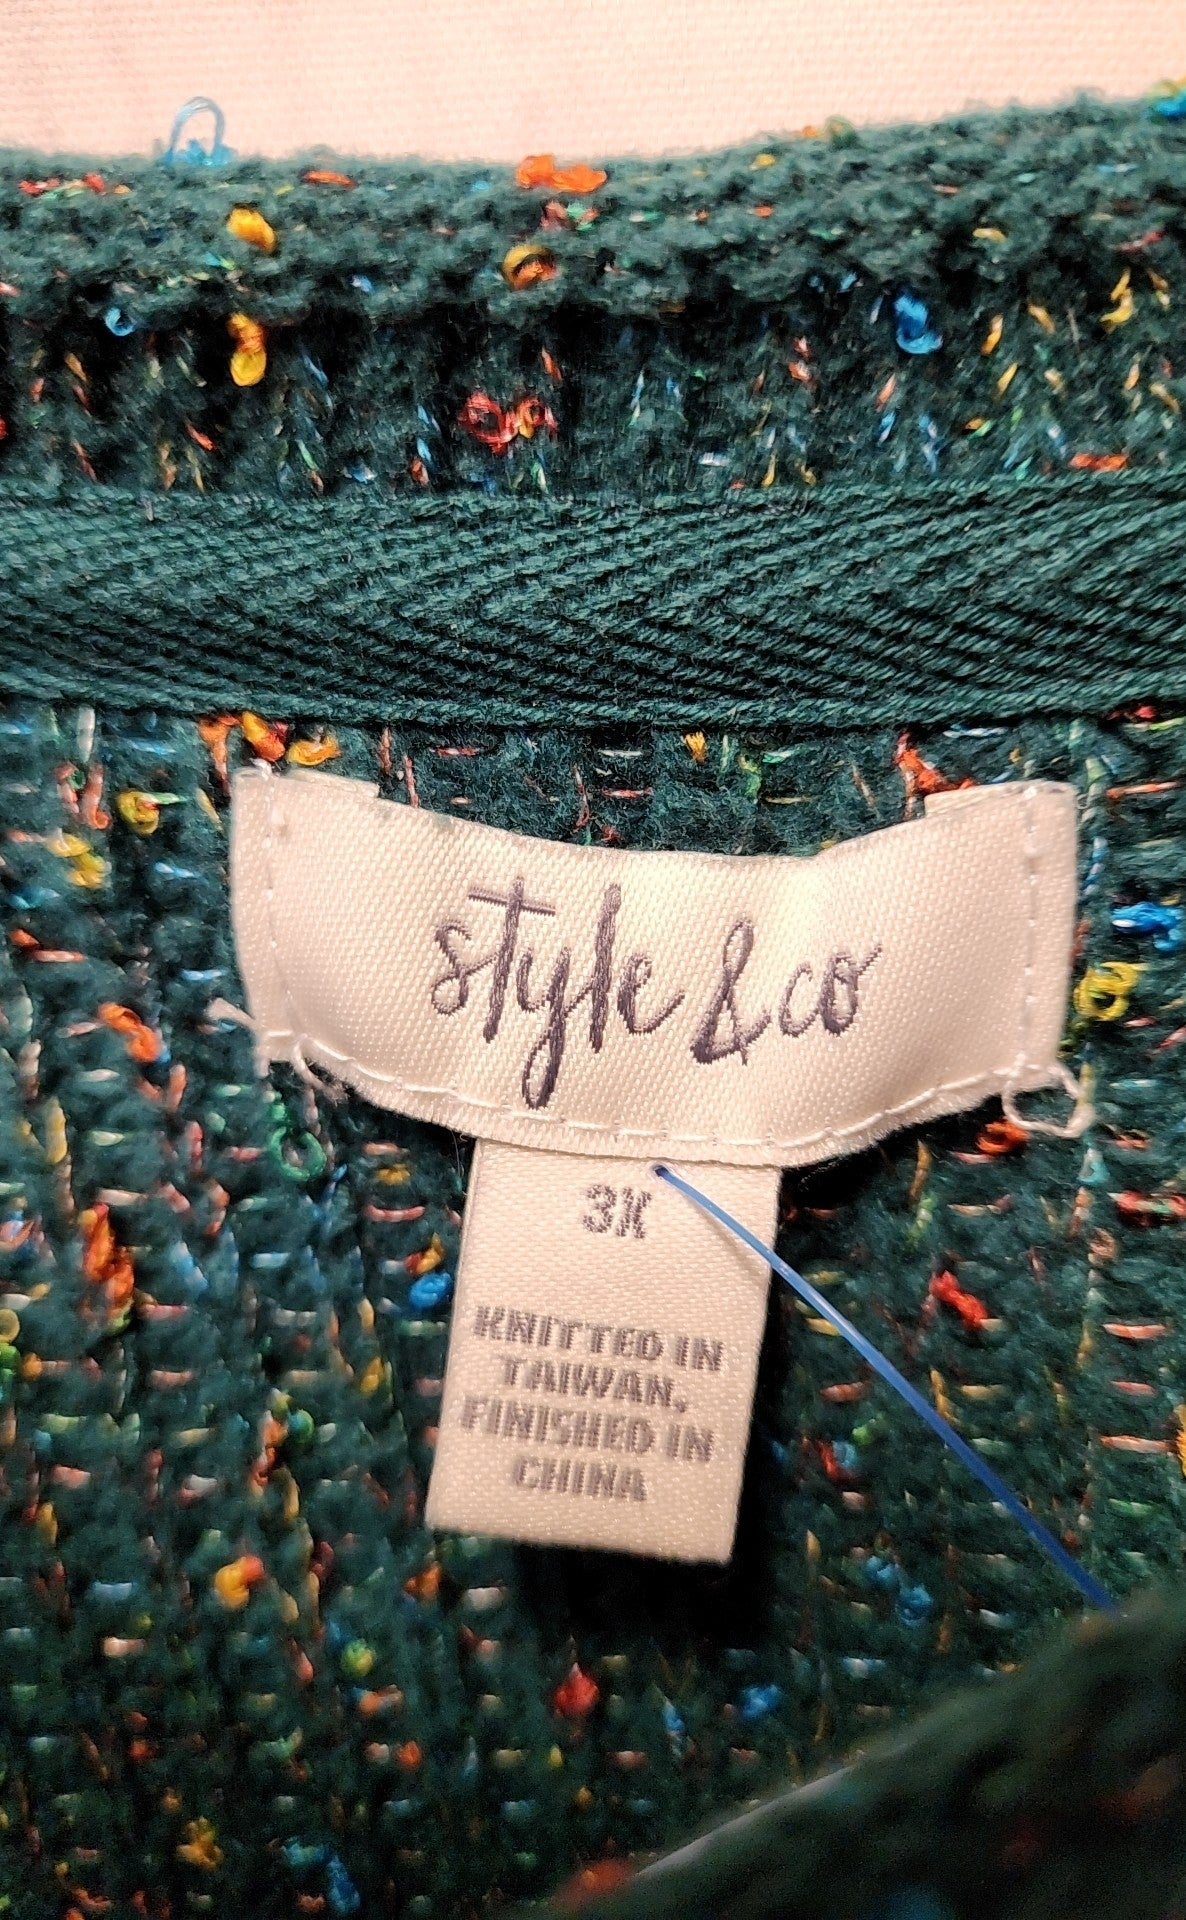 style & co
3X
KNITTED IN
TAIWAN.
FINISHED IN
CHINA